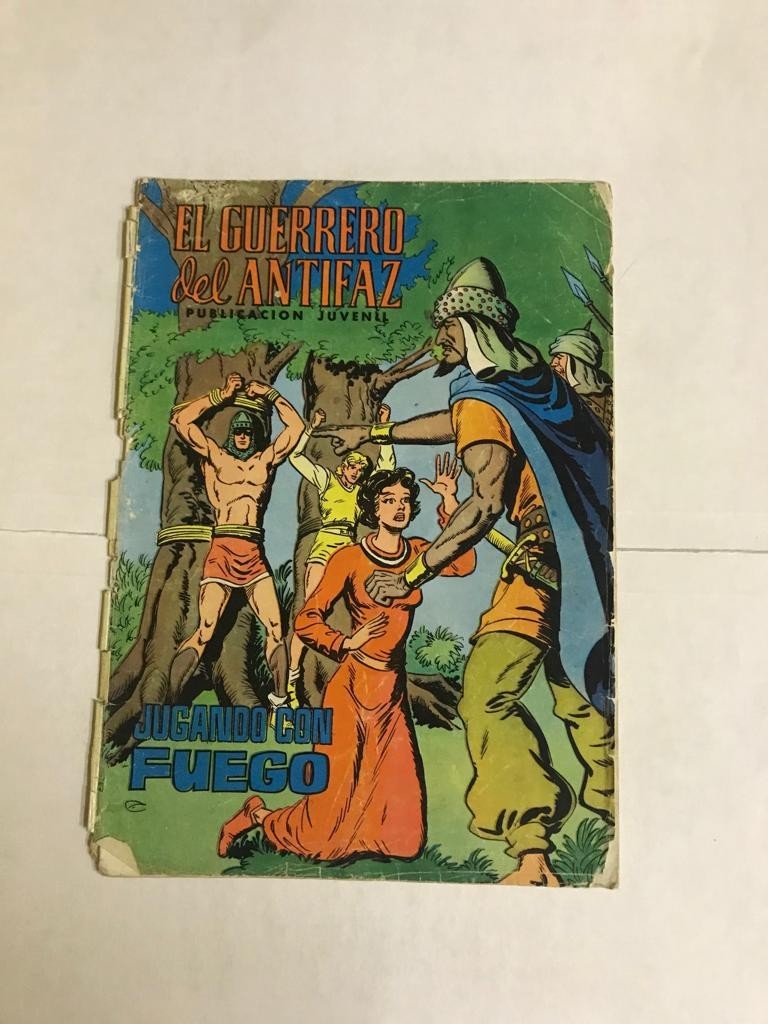 EL GUERRERO
del ANTIFAZ
PUBLICACION JUVENIL
JUGANDO CON
FUEGO